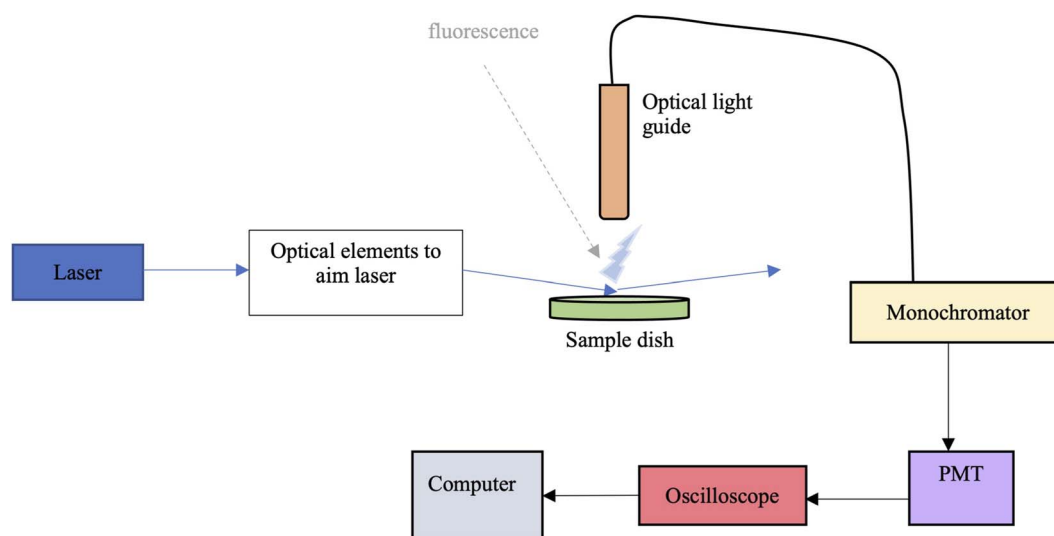 fluorescence
Optical light
guide
Laser
Optical elements to
aim laser
Sample dish
Monochromator
Computer
Oscilloscope
PMT